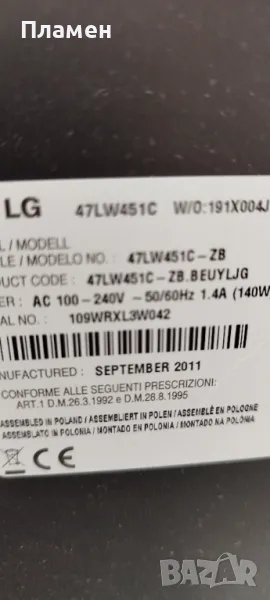 Пламен
LG 47LW451C W/O:191X004J
L / MODELL
LE / MODELO NO. : 47LW451C-ZB
DUCT CODE : 47LW451C-ZB.BEUYLJG
ER : AC 100-240V ~ 50/60Hz 1.4A (140W
AL NO. : 109WRXL3W042
NUFACTURED : SEPTEMBER 2011
CONFORME ALLE SEGUENTI PRESCRIZIONI:
ART.1 D.M.26.3.1992 E D.M.28.8.1995
ASSEMBLED IN POLAND / ASSEMBLIERT IN POLEN / ASSEMBLÉ EN POLOGNE
ASSEMBLATO IN POLONIA / MONTADO EN POLONIA / MONTADO NA POLÓNIA
CE
BAZAR
bg